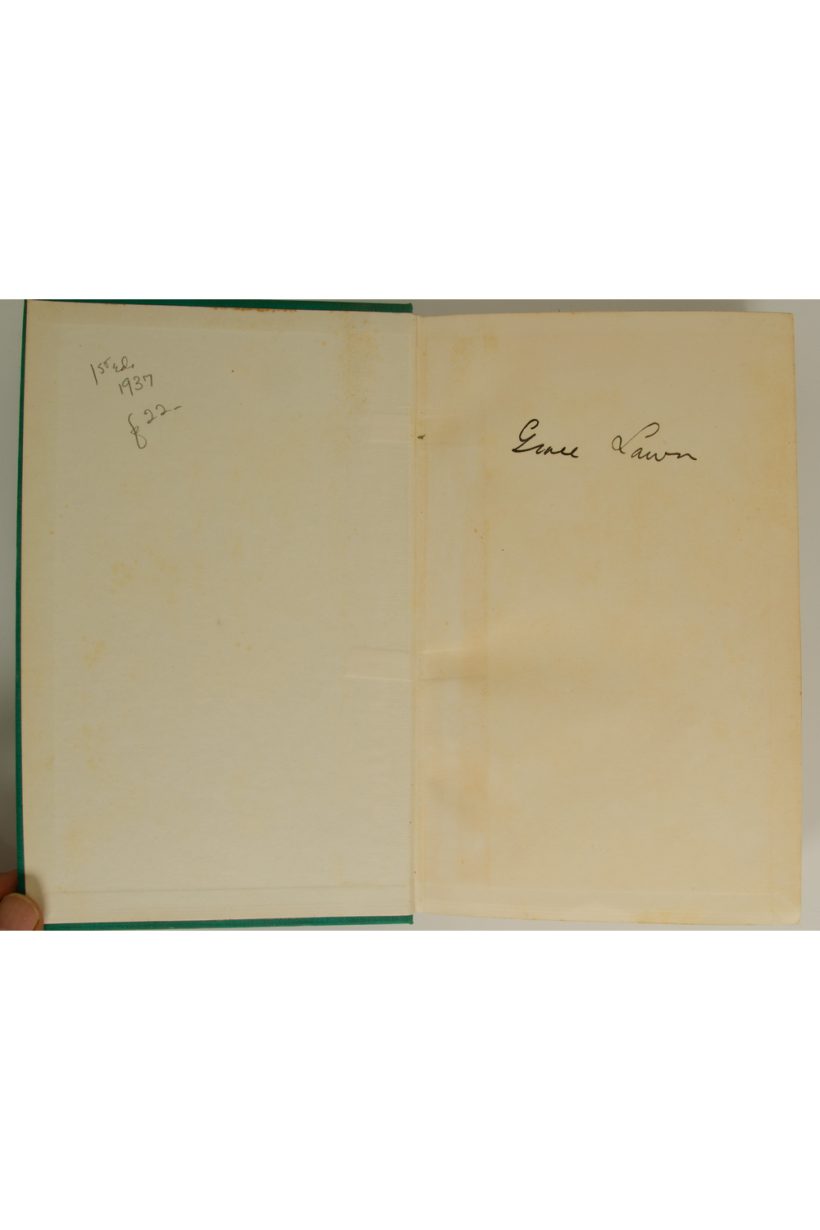 1st Ed.
1937
£22-
Grace Lawn